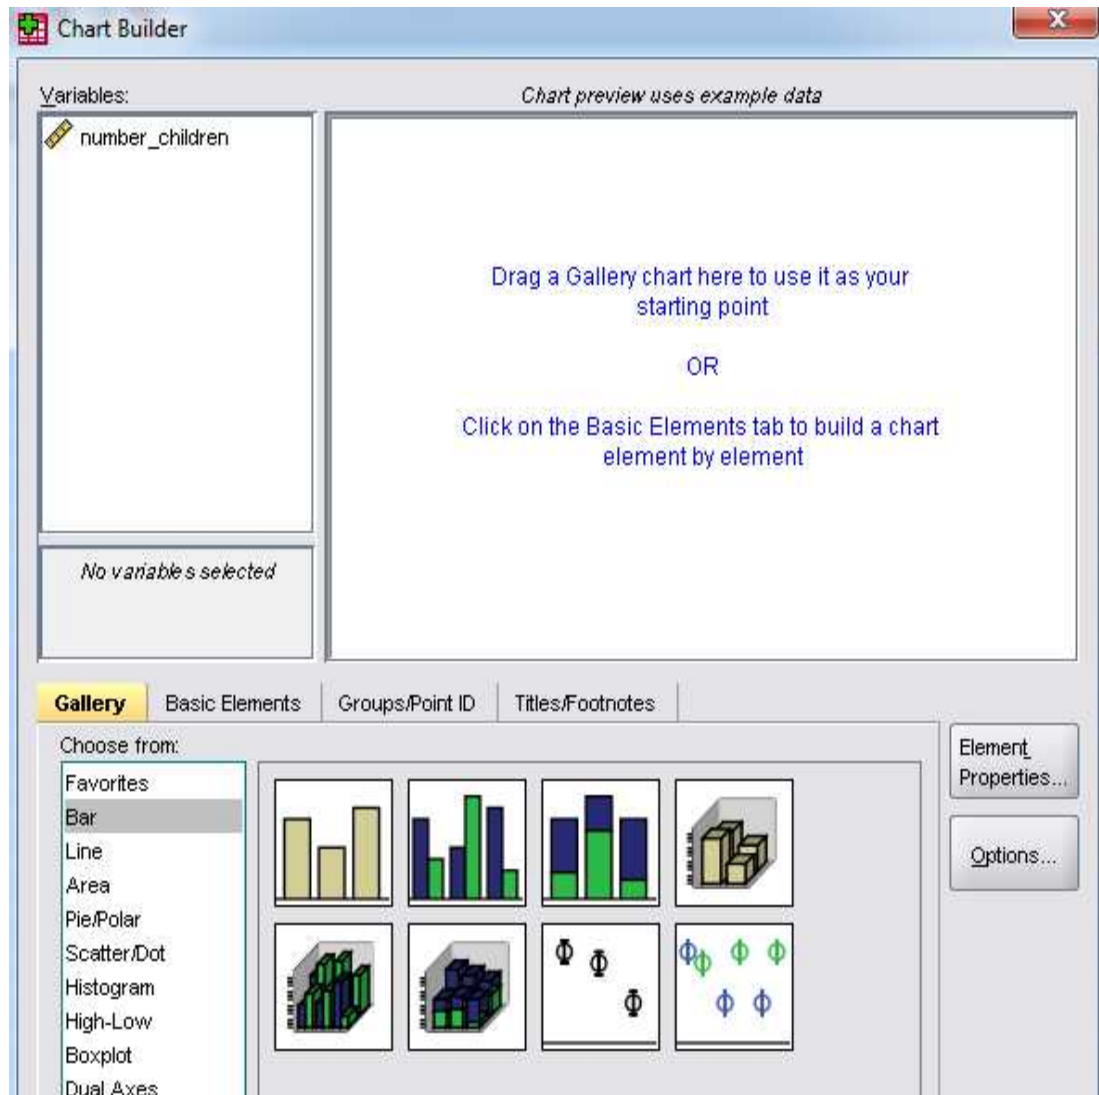 Chart Builder
Variables:
Chart preview uses example data
number_children
Drag a Gallery chart here to use it as your
starting point
OR
Click on the Basic Elements tab to build a chart
element by element
No variables selected
Gallery
Basic Elements
Groups/Point ID
Titles/Footnotes
Choose from:
Favorites
Bar
Line
Area
Pie/Polar
Scatter/Dot
Histogram
High-Low
Boxplot
Dual Axes
Element
Properties...
Options...